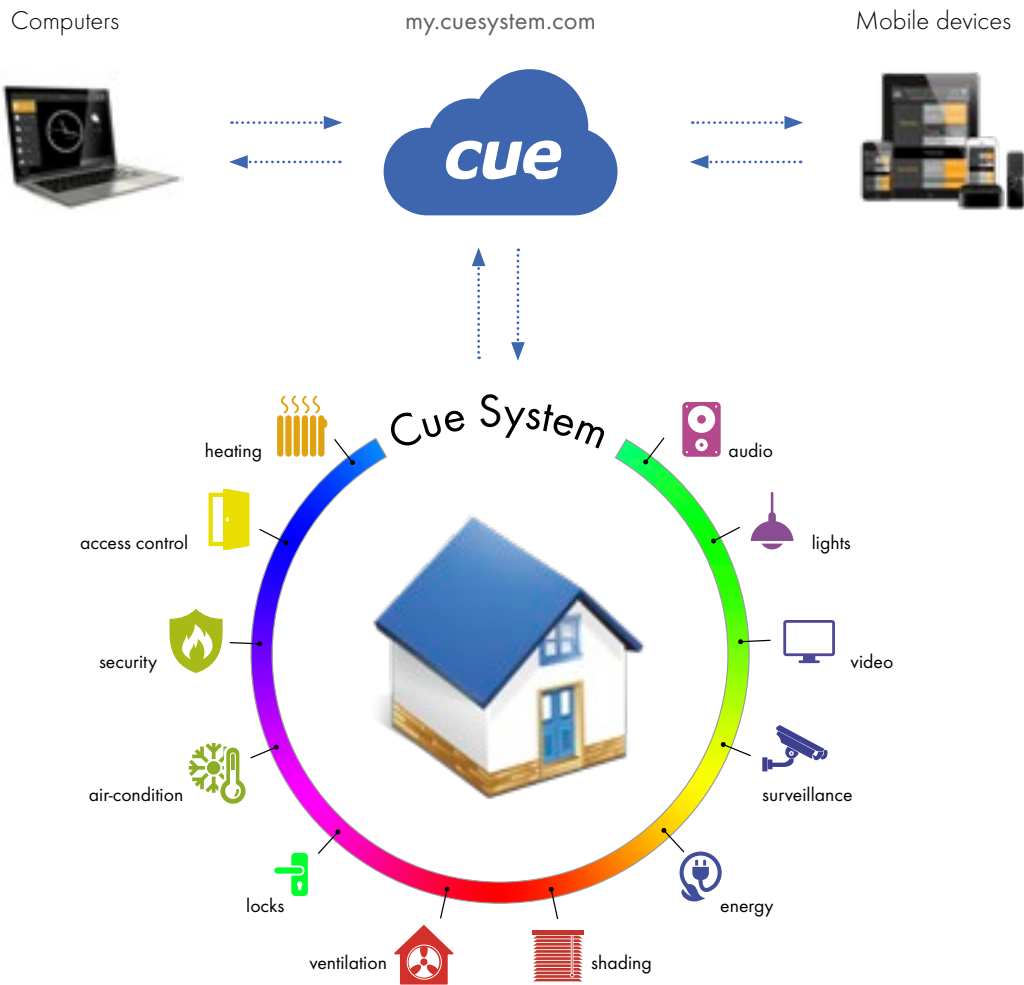 Computers
my.cuesystem.com
Mobile devices
cue
Cue System
heating
audio
access control
lights
security
video
air-condition
surveillance
locks
energy
ventilation
shading